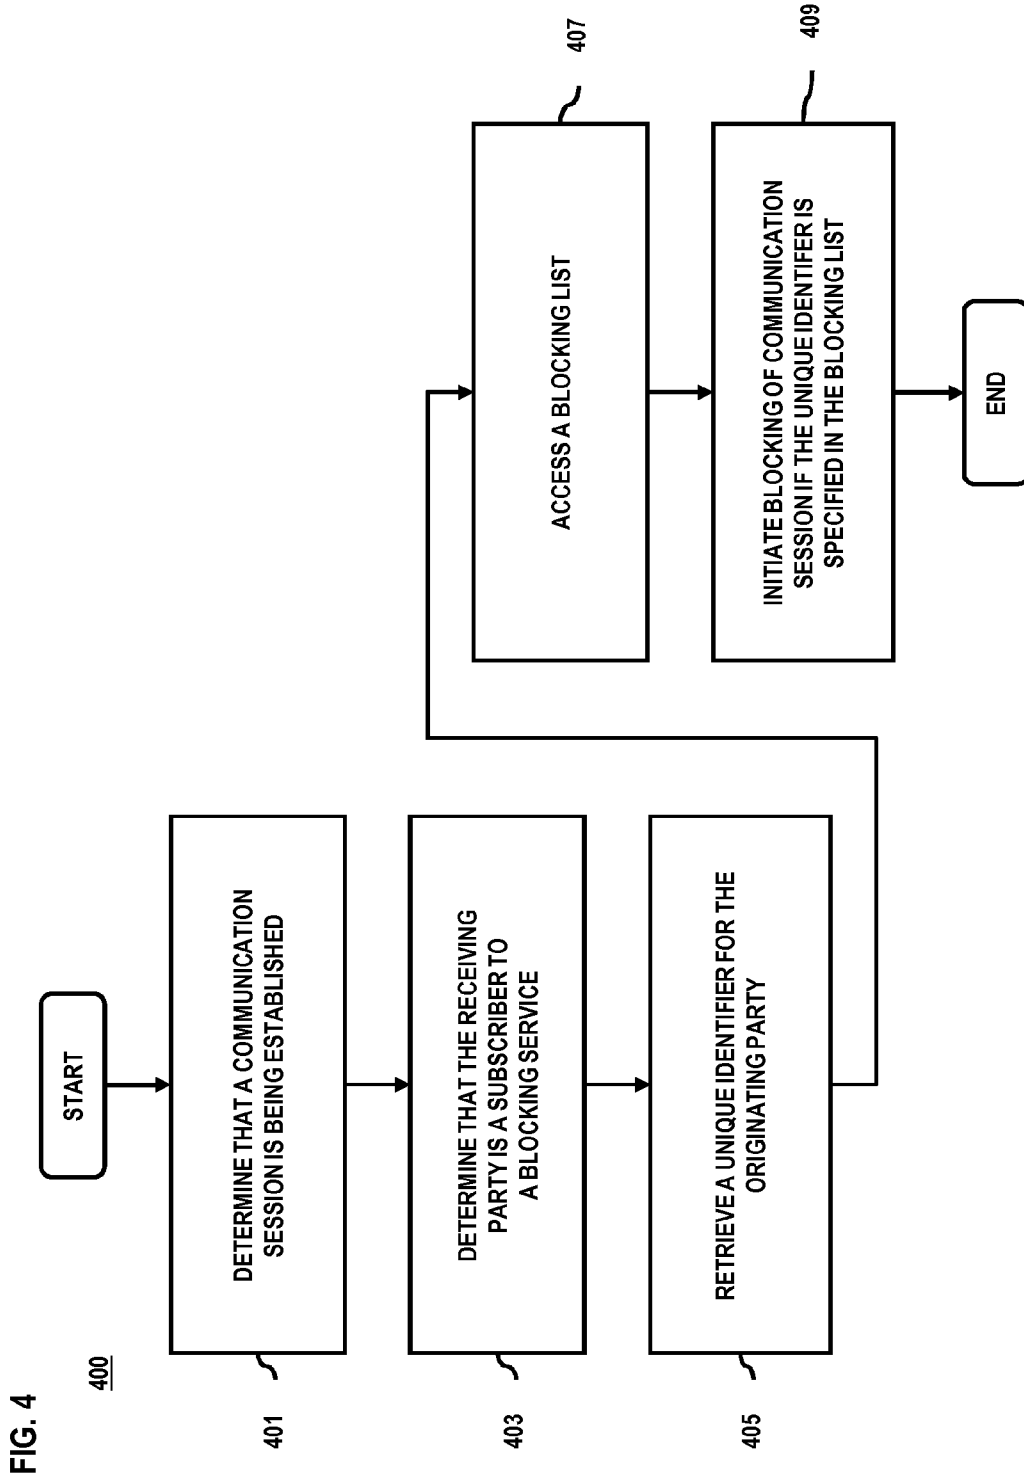 FIG. 4
400
START
401
DETERMINE THAT A COMMUNICATION
SESSION IS BEING ESTABLISHED
403
DETERMINE THAT THE RECEIVING
PARTY IS A SUBSCRIBER TO
A BLOCKING SERVICE
405
RETRIEVE A UNIQUE IDENTIFIER FOR THE
ORIGINATING PARTY
407
ACCESS A BLOCKING LIST
409
INITIATE BLOCKING OF COMMUNICATION
SESSION IF THE UNIQUE IDENTIFER IS
SPECIFIED IN THE BLOCKING LIST
END